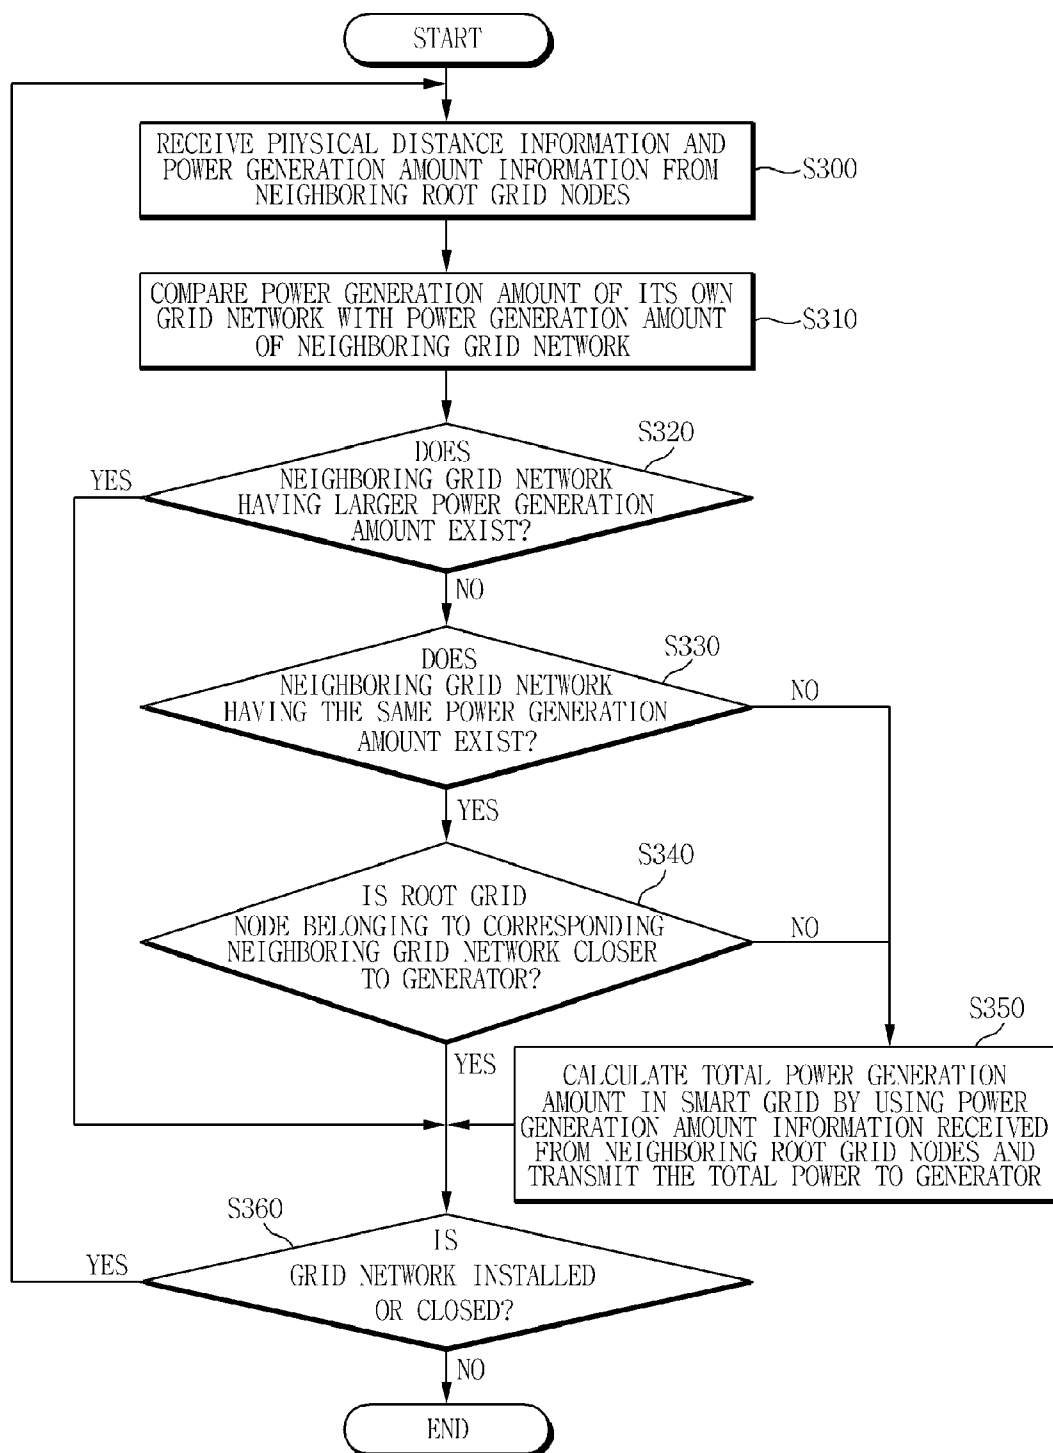 START
RECEIVE PHYSICAL DISTANCE INFORMATION AND
POWER GENERATION AMOUNT INFORMATION FROM
NEIGHBORING ROOT GRID NODES
S300
COMPARE POWER GENERATION AMOUNT OF ITS OWN
GRID NETWORK WITH POWER GENERATION AMOUNT
OF NEIGHBORING GRID NETWORK
S310
S320
DOES
NEIGHBORING GRID NETWORK
HAVING LARGER POWER GENERATION
AMOUNT EXIST?
YES
NO
S330
DOES
NEIGHBORING GRID NETWORK
HAVING THE SAME POWER GENERATION
AMOUNT EXIST?
NO
YES
S340
IS ROOT GRID
NODE BELONGING TO CORRESPONDING
NEIGHBORING GRID NETWORK CLOSER
TO GENERATOR?
NO
YES
S350
CALCULATE TOTAL POWER GENERATION
AMOUNT IN SMART GRID BY USING POWER
GENERATION AMOUNT INFORMATION RECEIVED
FROM NEIGHBORING ROOT GRID NODES AND
TRANSMIT THE TOTAL POWER TO GENERATOR
S360
IS
GRID NETWORK INSTALLED
OR CLOSED?
YES
NO
END